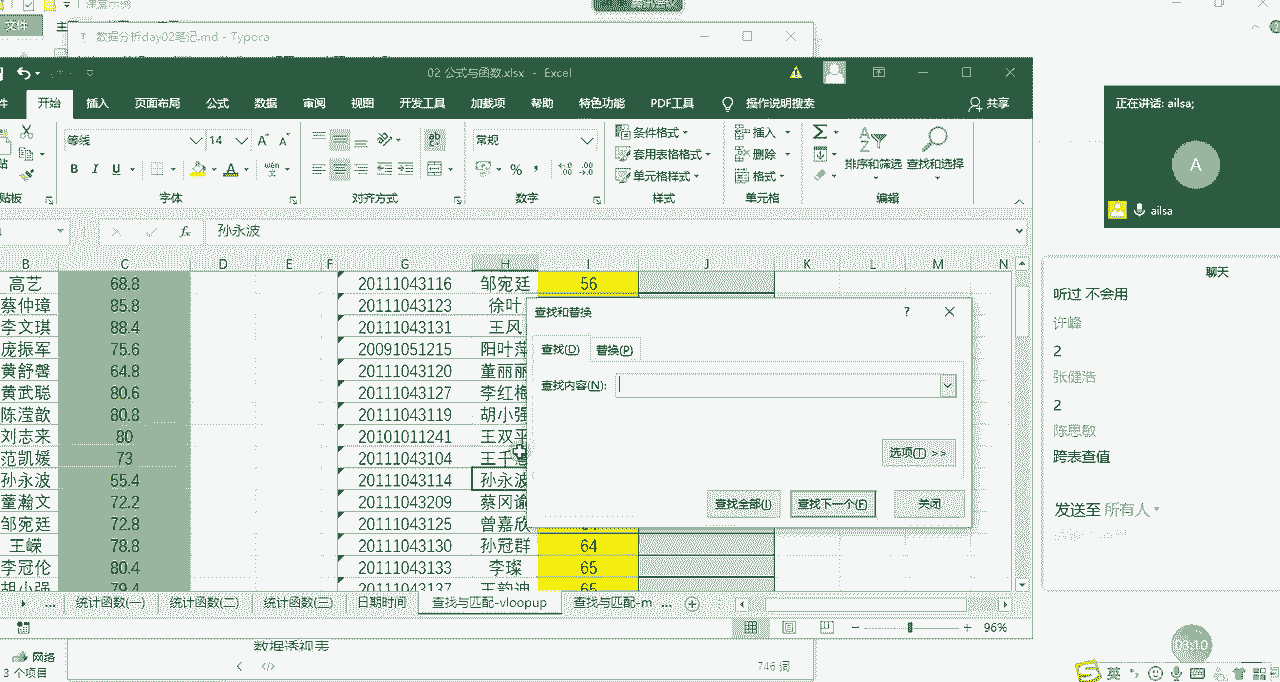 文件
数据分析day02笔记.md - Typora
02 公式与函数.xlsx - Excel
开始 插入 页面布局 公式 数据 审阅 视图 开发工具 加载项 帮助 特色功能 PDF工具 操作说明搜索 共享
等线 14 常规 条件格式 插入
套用表格格式 删除 排序和筛选 查找和选择
B I U 单元格样式 格式
字体 对齐方式 数字 样式 单元格 编辑
孙永波
B C D E F G H I J K L M N
高艺 68.8 20111043116 邹宛廷 56
蔡仲璋 85.8 20111043123 徐叶
李文琪 88.4 20111043131 王风
庞振军 75.6 20091051215 阳叶萍
黄舒馨 64.8 20111043120 董丽丽
黄武聪 80.6 20111043127 李红梅
陈滢歆 80.8 20111043119 胡小强
刘志来 80 20101011241 王双平
范凯媛 73 20111043104 王千
孙永波 55.4 20111043114 孙永波
童瀚文 72.2 20111043209 蔡冈谕
邹宛廷 72.8 20111043125 曾嘉欣
王嵘 78.8 20111043130 孙冠群 64
李冠伦 80.4 20111043133 李璨 65
胡小强 79.4 20111043137 王韵迪 65
查找和替换 ?
查找(D) 替换(P)
查找内容(N):
选项(T) >>
查找全部(I) 查找下一个(F) 关闭
... 统计函数(一) 统计函数(二) 统计函数(三) 日期时间 查找与匹配-vloopup 查找与匹配-m ...
96%
数据透视表
746 词
网络
3 个项目
正在讲话: ailsa;
A
ailsa
聊天
听过 不会用
许峰
2
张健浩
2
陈思敏
跨表查值
发送至 所有人
03:10
英